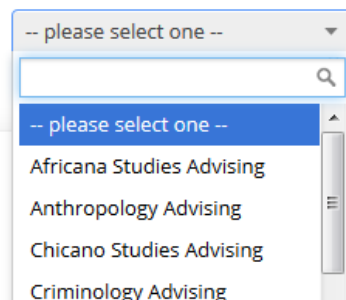 -- please select one --
-- please select one --
Africana Studies Advising
Anthropology Advising
Chicano Studies Advising
Criminology Advising